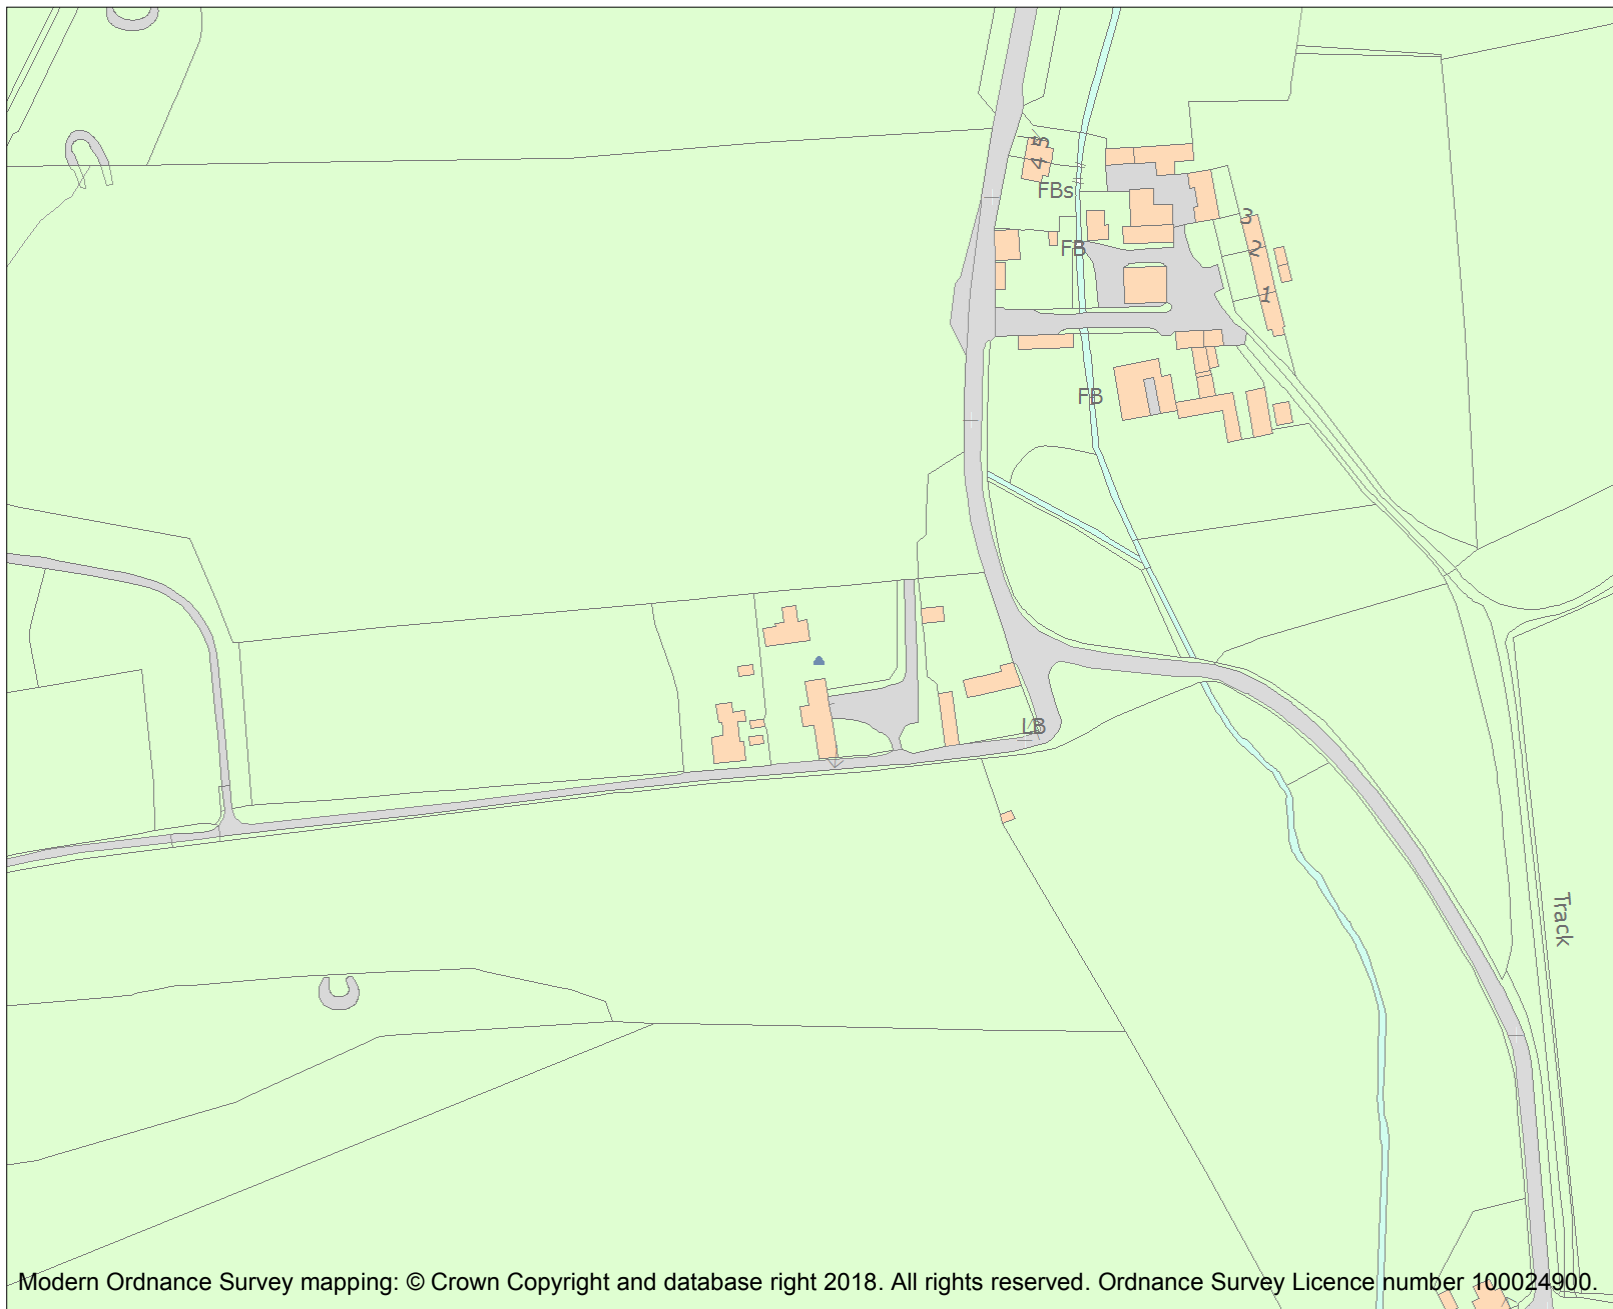 5
4
FBs
3
FB
2
1
FB
LB
Track
Modern Ordnance Survey mapping: © Crown Copyright and database right 2018. All rights reserved. Ordnance Survey Licence number 100024900.